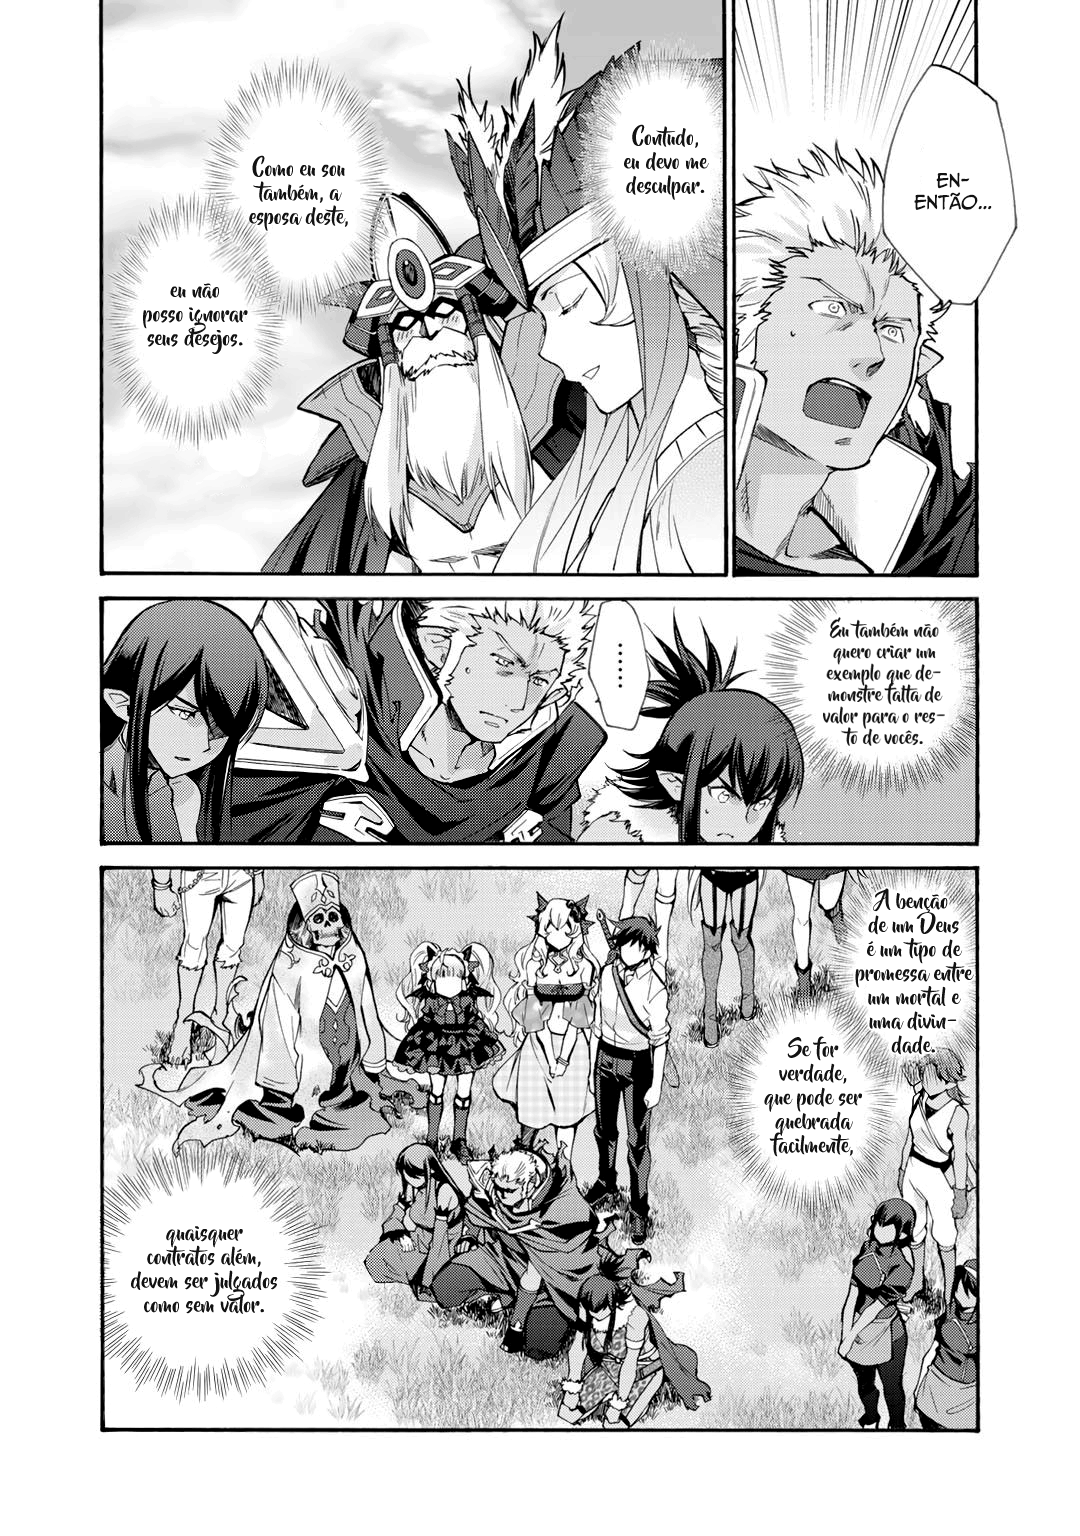 EN-
ENTÃO...
Contudo,
eu devo me
desculpar.
Como eu sou
também, a
esposa deste,
eu não
posso ignorar
seus desejos.
Eu também não
quero criar um
exemplo que de-
monstre falta de
valor para o res-
to de vocês.
......
A benção
de um Deus
é um tipo de
promessa entre
um mortal e
uma divin-
dade.
Se for
verdade,
que pode ser
quebrada
facilmente,
quaisquer
contratos além,
devem ser julgados
como sem valor.